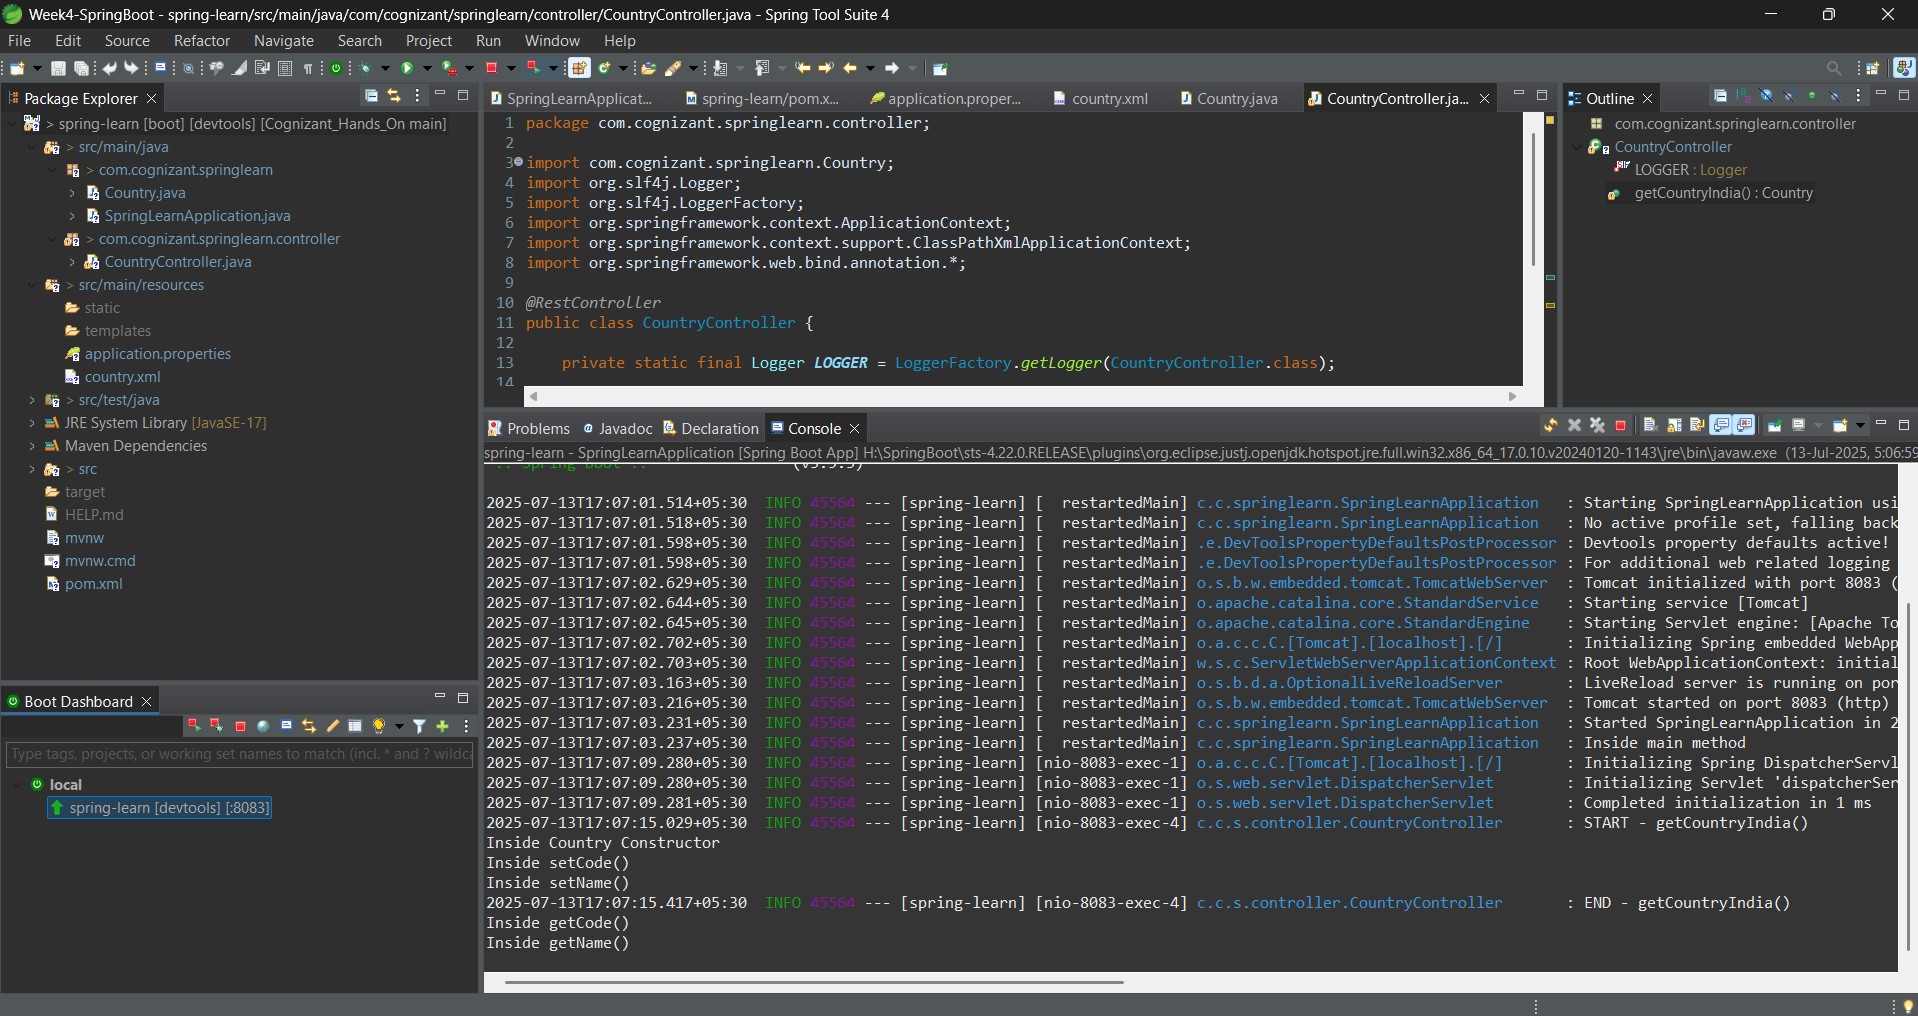 Week4-SpringBoot - spring-learn/src/main/java/com/cognizant/springlearn/controller/CountryController.java - Spring Tool Suite 4
File Edit Source Refactor Navigate Search Project Run Window Help
Package Explorer
> spring-learn [boot] [devtools] [Cognizant_Hands_On main]
> src/main/java
> com.cognizant.springlearn
Country.java
SpringLearnApplication.java
> com.cognizant.springlearn.controller
CountryController.java
> src/main/resources
static
templates
application.properties
country.xml
> src/test/java
JRE System Library [JavaSE-17]
Maven Dependencies
> src
target
HELP.md
mvnw
mvnw.cmd
pom.xml
Boot Dashboard
Type tags, projects, or working set names to match (incl. * and ? wildc
local
spring-learn [devtools] [:8083]
SpringLearnApplicat... spring-learn/pom.x... application.proper... country.xml Country.java CountryController.ja...
1 package com.cognizant.springlearn.controller;
2
3 import com.cognizant.springlearn.Country;
4 import org.slf4j.Logger;
5 import org.slf4j.LoggerFactory;
6 import org.springframework.context.ApplicationContext;
7 import org.springframework.context.support.ClassPathXmlApplicationContext;
8 import org.springframework.web.bind.annotation.*;
9
10 @RestController
11 public class CountryController {
12
13 private static final Logger LOGGER = LoggerFactory.getLogger(CountryController.class);
14
Outline
com.cognizant.springlearn.controller
CountryController
LOGGER : Logger
getCountryIndia() : Country
Problems Javadoc Declaration Console
spring-learn - SpringLearnApplication [Spring Boot App] H:\SpringBoot\sts-4.22.0.RELEASE\plugins\org.eclipse.justj.openjdk.hotspot.jre.full.win32.x86_64_17.0.10.v20240120-1143\jre\bin\javaw.exe (13-Jul-2025, 5:06:59
2025-07-13T17:07:01.514+05:30 INFO 45564 --- [spring-learn] [ restartedMain] c.c.springlearn.SpringLearnApplication : Starting SpringLearnApplication usi
2025-07-13T17:07:01.518+05:30 INFO 45564 --- [spring-learn] [ restartedMain] c.c.springlearn.SpringLearnApplication : No active profile set, falling back
2025-07-13T17:07:01.598+05:30 INFO 45564 --- [spring-learn] [ restartedMain] .e.DevToolsPropertyDefaultsPostProcessor : Devtools property defaults active!
2025-07-13T17:07:01.598+05:30 INFO 45564 --- [spring-learn] [ restartedMain] .e.DevToolsPropertyDefaultsPostProcessor : For additional web related logging
2025-07-13T17:07:02.629+05:30 INFO 45564 --- [spring-learn] [ restartedMain] o.s.b.w.embedded.tomcat.TomcatWebServer : Tomcat initialized with port 8083 (
2025-07-13T17:07:02.644+05:30 INFO 45564 --- [spring-learn] [ restartedMain] o.apache.catalina.core.StandardService : Starting service [Tomcat]
2025-07-13T17:07:02.645+05:30 INFO 45564 --- [spring-learn] [ restartedMain] o.apache.catalina.core.StandardEngine : Starting Servlet engine: [Apache To
2025-07-13T17:07:02.702+05:30 INFO 45564 --- [spring-learn] [ restartedMain] o.a.c.c.C.[Tomcat].[localhost].[/] : Initializing Spring embedded WebApp
2025-07-13T17:07:02.703+05:30 INFO 45564 --- [spring-learn] [ restartedMain] w.s.c.ServletWebServerApplicationContext : Root WebApplicationContext: initial
2025-07-13T17:07:03.163+05:30 INFO 45564 --- [spring-learn] [ restartedMain] o.s.b.d.a.OptionalLiveReloadServer : LiveReload server is running on por
2025-07-13T17:07:03.216+05:30 INFO 45564 --- [spring-learn] [ restartedMain] o.s.b.w.embedded.tomcat.TomcatWebServer : Tomcat started on port 8083 (http)
2025-07-13T17:07:03.231+05:30 INFO 45564 --- [spring-learn] [ restartedMain] c.c.springlearn.SpringLearnApplication : Started SpringLearnApplication in 2
2025-07-13T17:07:03.237+05:30 INFO 45564 --- [spring-learn] [ restartedMain] c.c.springlearn.SpringLearnApplication : Inside main method
2025-07-13T17:07:09.280+05:30 INFO 45564 --- [spring-learn] [nio-8083-exec-1] o.a.c.c.C.[Tomcat].[localhost].[/] : Initializing Spring DispatcherServl
2025-07-13T17:07:09.280+05:30 INFO 45564 --- [spring-learn] [nio-8083-exec-1] o.s.web.servlet.DispatcherServlet : Initializing Servlet 'dispatcherSer
2025-07-13T17:07:09.281+05:30 INFO 45564 --- [spring-learn] [nio-8083-exec-1] o.s.web.servlet.DispatcherServlet : Completed initialization in 1 ms
2025-07-13T17:07:15.029+05:30 INFO 45564 --- [spring-learn] [nio-8083-exec-4] c.c.s.controller.CountryController : START - getCountryIndia()
Inside Country Constructor
Inside setCode()
Inside setName()
2025-07-13T17:07:15.417+05:30 INFO 45564 --- [spring-learn] [nio-8083-exec-4] c.c.s.controller.CountryController : END - getCountryIndia()
Inside getCode()
Inside getName()